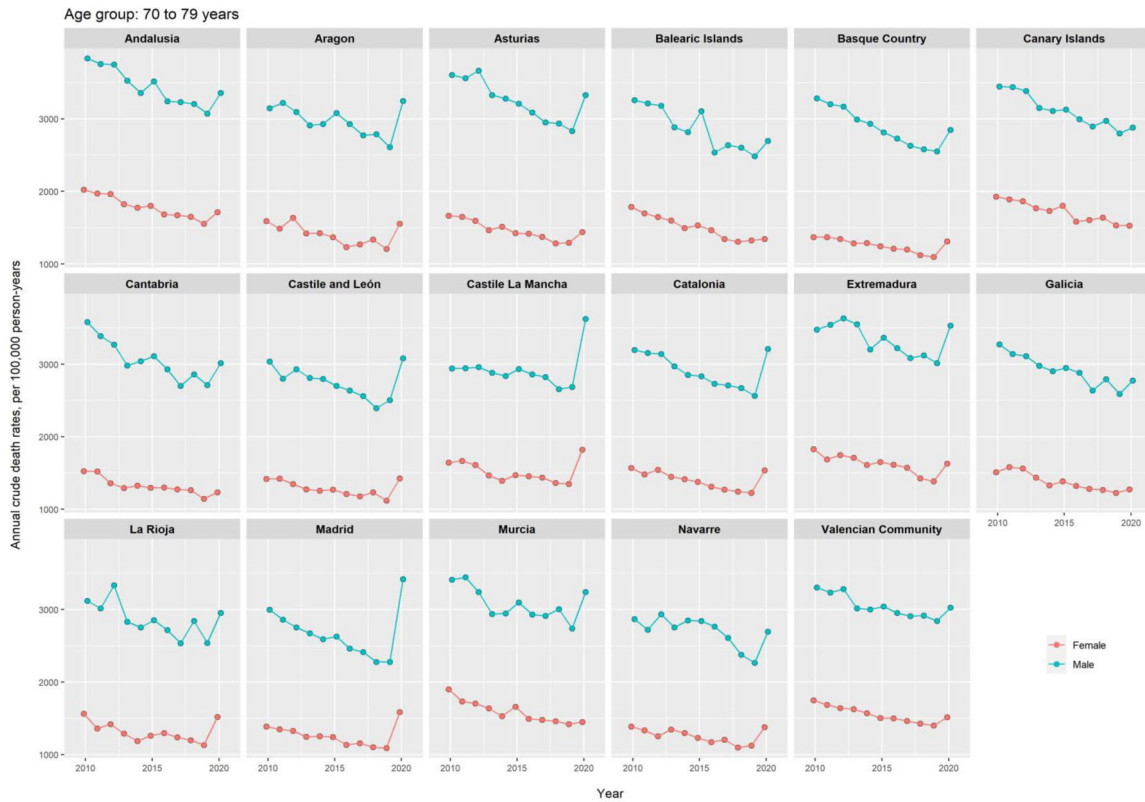 Age group: 70 to 79 years
Andalusia
Aragon
Asturias
Balearic Islands
Basque Country
Canary Islands
3000
2000
1000
Cantabria
Castile and León
Castile La Mancha
Catalonia
Extremadura
Galicia
3000
2000
1000
2010 2015 2020
La Rioja
Madrid
Murcia
Navarre
Valencian Community
3000
2000
1000
2010 2015 2020
2010 2015 2020
2010 2015 2020
2010 2015 2020
2010 2015 2020
Female
Male
Annual crude death rates, per 100,000 person-years
Year